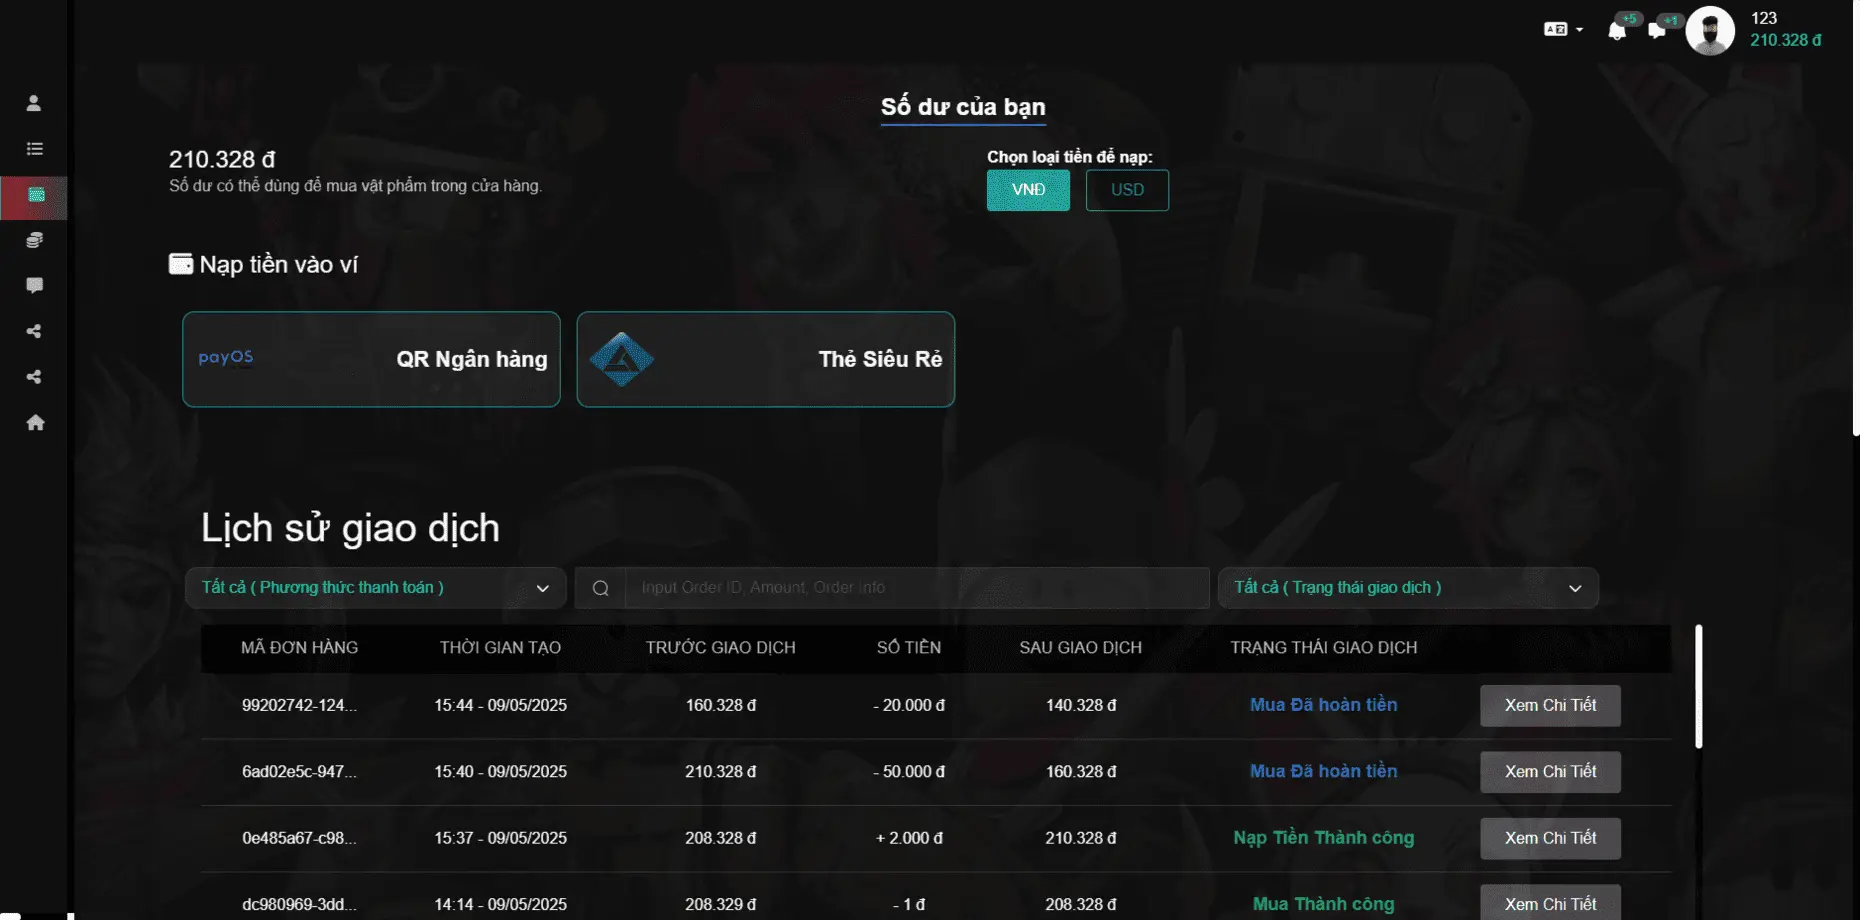 +5
+1
123
210.328 đ
Số dư của bạn
210.328 đ
Số dư có thể dùng để mua vật phẩm trong cửa hàng.
Chọn loại tiền để nạp:
VNĐ
USD
Nạp tiền vào ví
payOS
QR Ngân hàng
Thẻ Siêu Rẻ
Lịch sử giao dịch
Tất cả ( Phương thức thanh toán )
Input Order ID, Amount, Order Info
Tất cả ( Trạng thái giao dịch )
MÃ ĐƠN HÀNG THỜI GIAN TẠO TRƯỚC GIAO DỊCH SỐ TIỀN SAU GIAO DỊCH TRẠNG THÁI GIAO DỊCH
99202742-124... 15:44 - 09/05/2025 160.328 đ - 20.000 đ 140.328 đ Mua Đã hoàn tiền Xem Chi Tiết
6ad02e5c-947... 15:40 - 09/05/2025 210.328 đ - 50.000 đ 160.328 đ Mua Đã hoàn tiền Xem Chi Tiết
0e485a67-c98... 15:37 - 09/05/2025 208.328 đ + 2.000 đ 210.328 đ Nạp Tiền Thành công Xem Chi Tiết
dc980969-3dd... 14:14 - 09/05/2025 208.329 đ - 1 đ 208.328 đ Mua Thành công Xem Chi Tiết